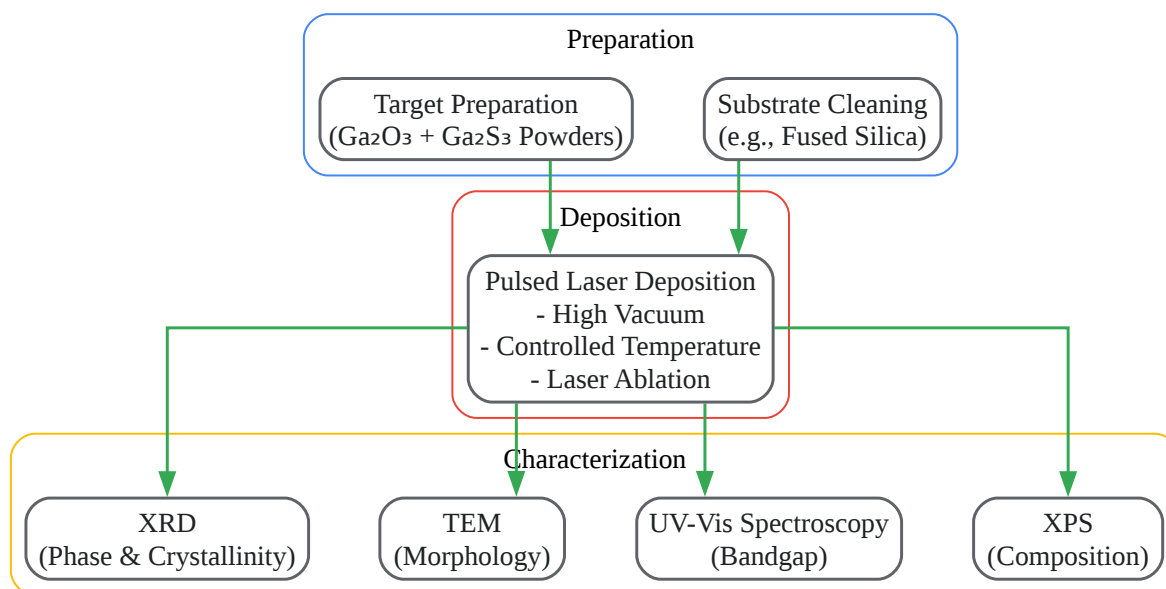 Preparation
Target Preparation
(Ga₂O₃ + Ga₂S₃ Powders)
Substrate Cleaning
(e.g., Fused Silica)
Deposition
Pulsed Laser Deposition
- High Vacuum
- Controlled Temperature
- Laser Ablation
Characterization
XRD
(Phase & Crystallinity)
TEM
(Morphology)
UV-Vis Spectroscopy
(Bandgap)
XPS
(Composition)